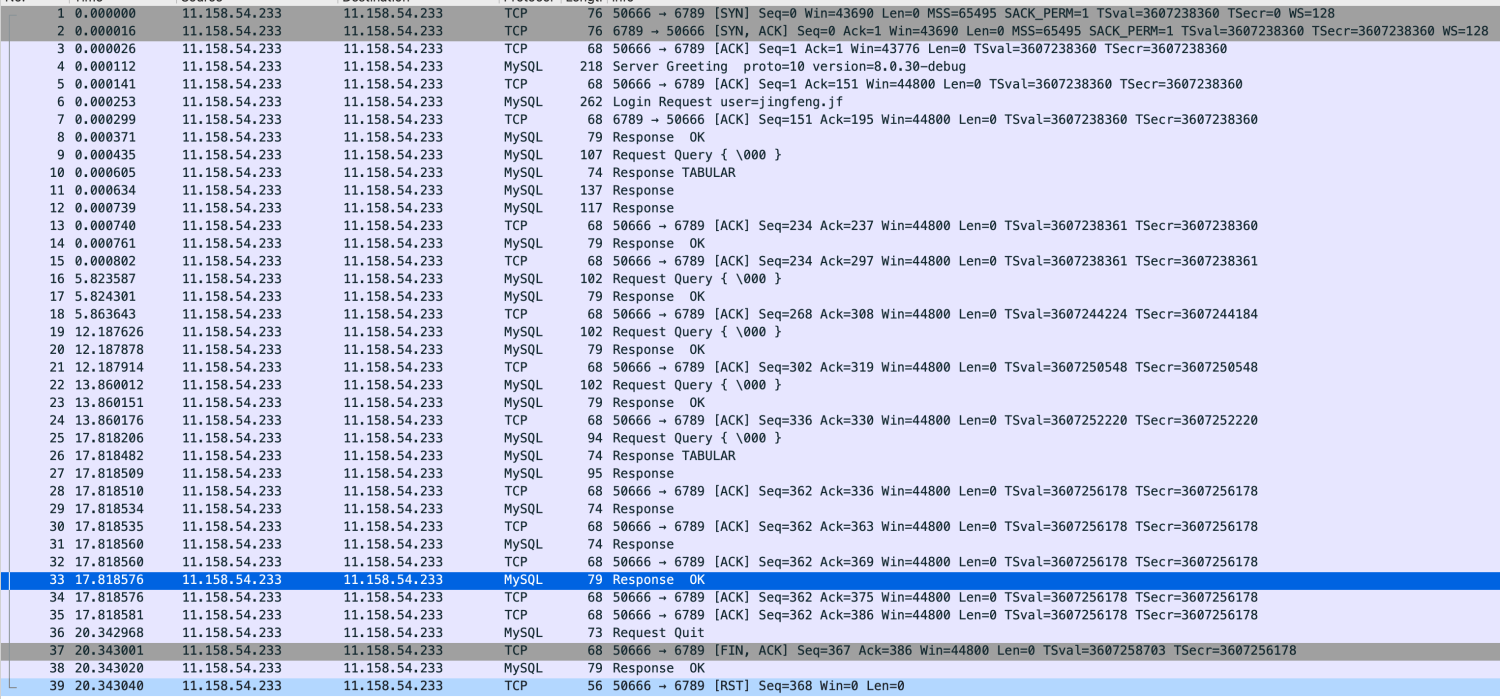 1 0.000000 11.158.54.233 11.158.54.233 TCP 76 50666 → 6789 [SYN] Seq=0 Win=43690 Len=0 MSS=65495 SACK_PERM=1 TSval=3607238360 TSecr=0 WS=128
2 0.000016 11.158.54.233 11.158.54.233 TCP 76 6789 → 50666 [SYN, ACK] Seq=0 Ack=1 Win=43690 Len=0 MSS=65495 SACK_PERM=1 TSval=3607238360 TSecr=3607238360 WS=128
3 0.000026 11.158.54.233 11.158.54.233 TCP 68 50666 → 6789 [ACK] Seq=1 Ack=1 Win=43776 Len=0 TSval=3607238360 TSecr=3607238360
4 0.000112 11.158.54.233 11.158.54.233 MySQL 218 Server Greeting proto=10 version=8.0.30-debug
5 0.000141 11.158.54.233 11.158.54.233 TCP 68 50666 → 6789 [ACK] Seq=1 Ack=151 Win=44800 Len=0 TSval=3607238360 TSecr=3607238360
6 0.000253 11.158.54.233 11.158.54.233 MySQL 262 Login Request user=jingfeng.jf
7 0.000299 11.158.54.233 11.158.54.233 TCP 68 6789 → 50666 [ACK] Seq=151 Ack=195 Win=44800 Len=0 TSval=3607238360 TSecr=3607238360
8 0.000371 11.158.54.233 11.158.54.233 MySQL 79 Response OK
9 0.000435 11.158.54.233 11.158.54.233 MySQL 107 Request Query { \000 }
10 0.000605 11.158.54.233 11.158.54.233 MySQL 74 Response TABULAR
11 0.000634 11.158.54.233 11.158.54.233 MySQL 137 Response
12 0.000739 11.158.54.233 11.158.54.233 MySQL 117 Response
13 0.000740 11.158.54.233 11.158.54.233 TCP 68 50666 → 6789 [ACK] Seq=234 Ack=237 Win=44800 Len=0 TSval=3607238361 TSecr=3607238360
14 0.000761 11.158.54.233 11.158.54.233 MySQL 79 Response OK
15 0.000802 11.158.54.233 11.158.54.233 TCP 68 50666 → 6789 [ACK] Seq=234 Ack=297 Win=44800 Len=0 TSval=3607238361 TSecr=3607238361
16 5.823587 11.158.54.233 11.158.54.233 MySQL 102 Request Query { \000 }
17 5.824301 11.158.54.233 11.158.54.233 MySQL 79 Response OK
18 5.863643 11.158.54.233 11.158.54.233 TCP 68 50666 → 6789 [ACK] Seq=268 Ack=308 Win=44800 Len=0 TSval=3607244224 TSecr=3607244184
19 12.187626 11.158.54.233 11.158.54.233 MySQL 102 Request Query { \000 }
20 12.187878 11.158.54.233 11.158.54.233 MySQL 79 Response OK
21 12.187914 11.158.54.233 11.158.54.233 TCP 68 50666 → 6789 [ACK] Seq=302 Ack=319 Win=44800 Len=0 TSval=3607250548 TSecr=3607250548
22 13.860012 11.158.54.233 11.158.54.233 MySQL 102 Request Query { \000 }
23 13.860151 11.158.54.233 11.158.54.233 MySQL 79 Response OK
24 13.860176 11.158.54.233 11.158.54.233 TCP 68 50666 → 6789 [ACK] Seq=336 Ack=330 Win=44800 Len=0 TSval=3607252220 TSecr=3607252220
25 17.818206 11.158.54.233 11.158.54.233 MySQL 94 Request Query { \000 }
26 17.818482 11.158.54.233 11.158.54.233 MySQL 74 Response TABULAR
27 17.818509 11.158.54.233 11.158.54.233 MySQL 95 Response
28 17.818510 11.158.54.233 11.158.54.233 TCP 68 50666 → 6789 [ACK] Seq=362 Ack=336 Win=44800 Len=0 TSval=3607256178 TSecr=3607256178
29 17.818534 11.158.54.233 11.158.54.233 MySQL 74 Response
30 17.818535 11.158.54.233 11.158.54.233 TCP 68 50666 → 6789 [ACK] Seq=362 Ack=363 Win=44800 Len=0 TSval=3607256178 TSecr=3607256178
31 17.818560 11.158.54.233 11.158.54.233 MySQL 74 Response
32 17.818560 11.158.54.233 11.158.54.233 TCP 68 50666 → 6789 [ACK] Seq=362 Ack=369 Win=44800 Len=0 TSval=3607256178 TSecr=3607256178
33 17.818576 11.158.54.233 11.158.54.233 MySQL 79 Response OK
34 17.818576 11.158.54.233 11.158.54.233 TCP 68 50666 → 6789 [ACK] Seq=362 Ack=375 Win=44800 Len=0 TSval=3607256178 TSecr=3607256178
35 17.818581 11.158.54.233 11.158.54.233 TCP 68 50666 → 6789 [ACK] Seq=362 Ack=386 Win=44800 Len=0 TSval=3607256178 TSecr=3607256178
36 20.342968 11.158.54.233 11.158.54.233 MySQL 73 Request Quit
37 20.343001 11.158.54.233 11.158.54.233 TCP 68 50666 → 6789 [FIN, ACK] Seq=367 Ack=386 Win=44800 Len=0 TSval=3607258703 TSecr=3607256178
38 20.343020 11.158.54.233 11.158.54.233 MySQL 79 Response OK
39 20.343040 11.158.54.233 11.158.54.233 TCP 56 50666 → 6789 [RST] Seq=368 Win=0 Len=0